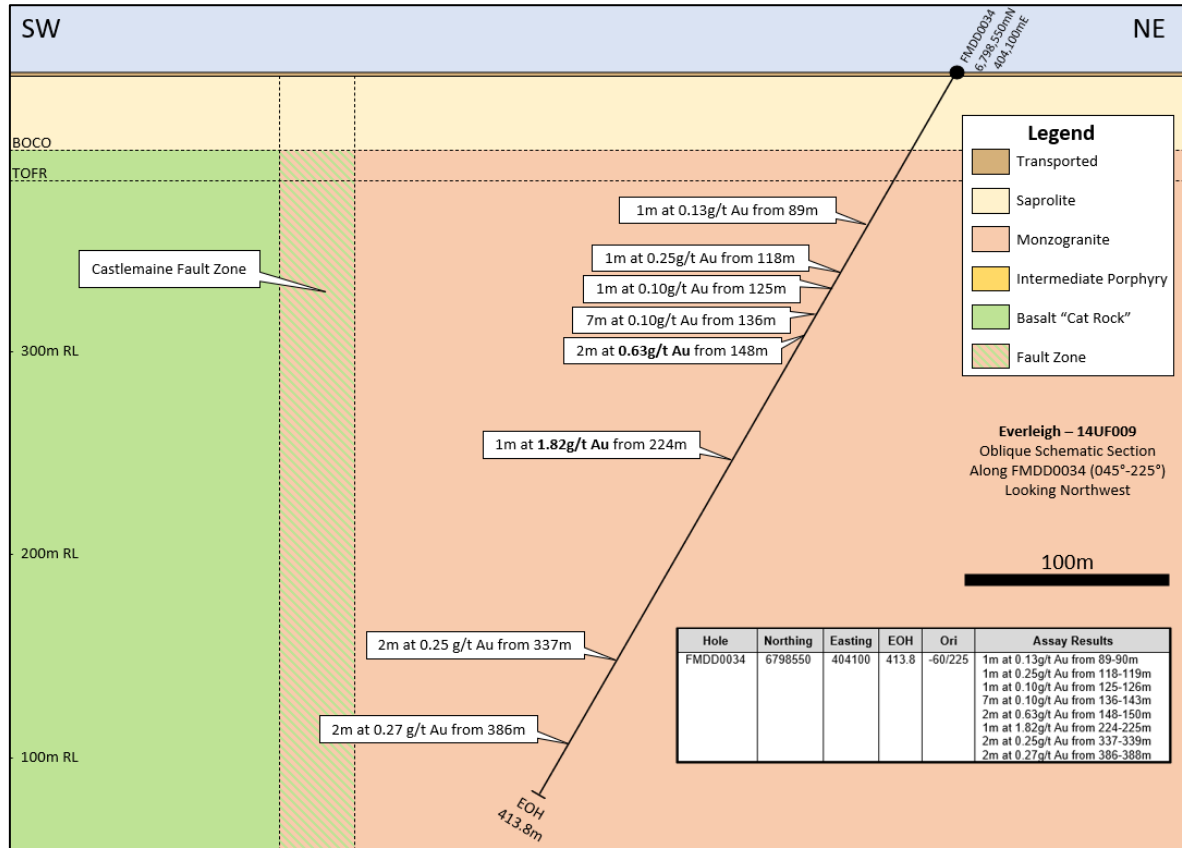 SW
NE
FMDD0034
6,798,550mN
404,100mE
BOCO
TOFR
Legend
Transported
Saprolite
Monzogranite
Intermediate Porphyry
Basalt “Cat Rock”
Fault Zone
1m at 0.13g/t Au from 89m
1m at 0.25g/t Au from 118m
1m at 0.10g/t Au from 125m
7m at 0.10g/t Au from 136m
2m at 0.63g/t Au from 148m
Castlemaine Fault Zone
300m RL
1m at 1.82g/t Au from 224m
Everleigh – 14UF009
Oblique Schematic Section
Along FMDD0034 (045°-225°)
Looking Northwest
200m RL
100m
2m at 0.25 g/t Au from 337m
2m at 0.27 g/t Au from 386m
100m RL
EOH
413.8m
Hole Northing Easting EOH Ori Assay Results
FMDD0034 6798550 404100 413.8 -60/225 1m at 0.13g/t Au from 89-90m
1m at 0.25g/t Au from 118-119m
1m at 0.10g/t Au from 125-126m
7m at 0.10g/t Au from 136-143m
2m at 0.63g/t Au from 148-150m
1m at 1.82g/t Au from 224-225m
2m at 0.25g/t Au from 337-339m
2m at 0.27g/t Au from 386-388m